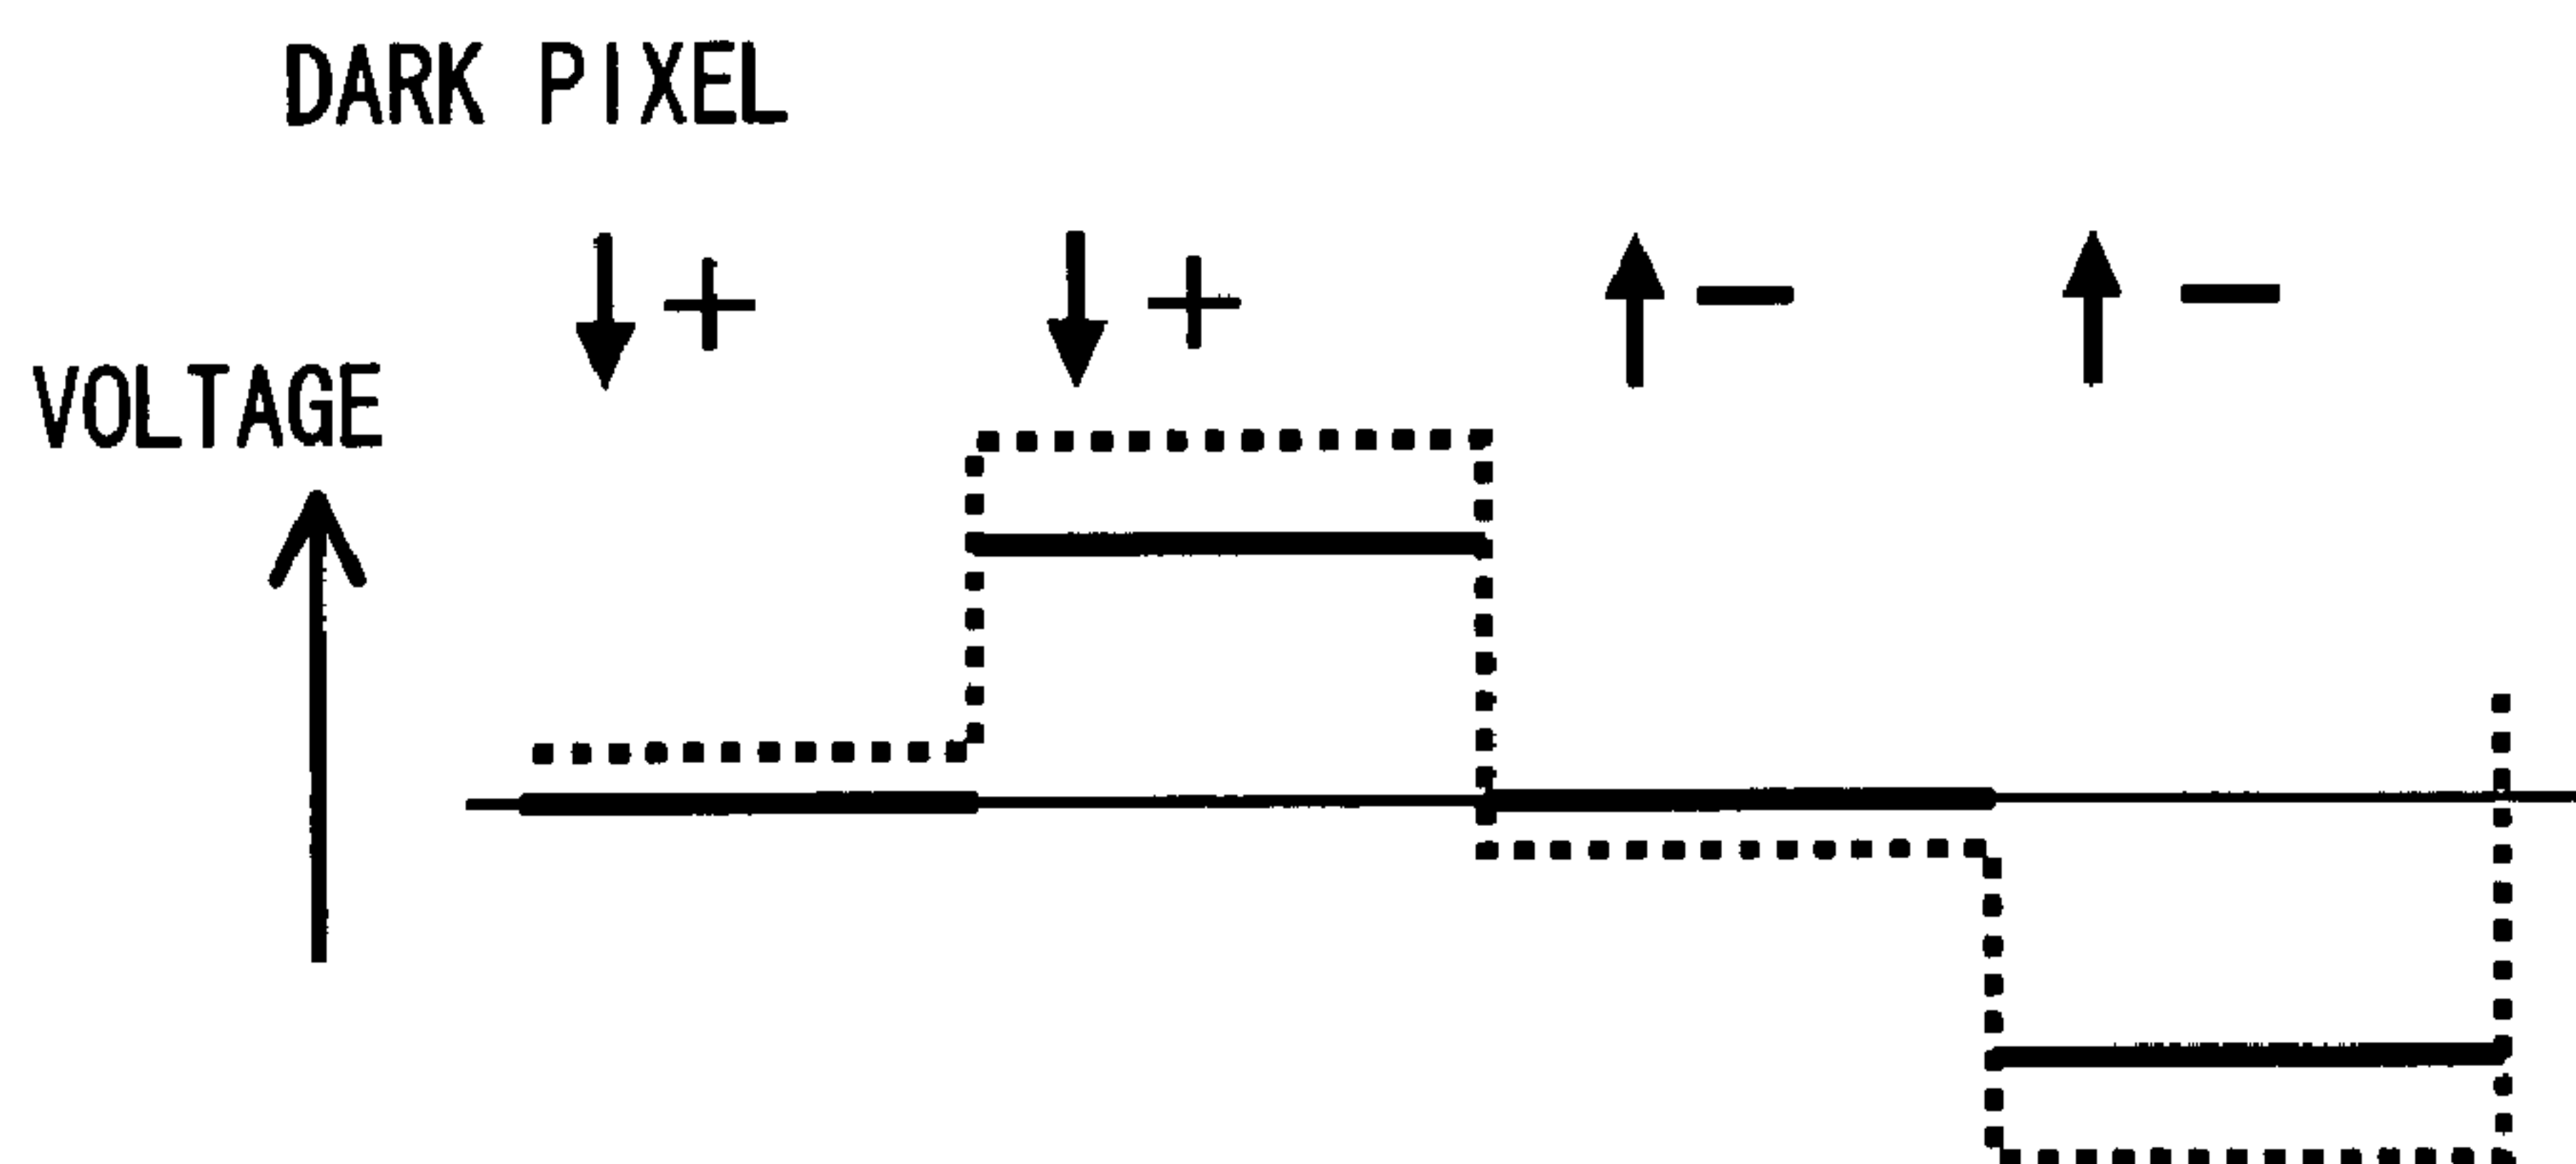 DARK PIXEL
+ + − −
VOLTAGE